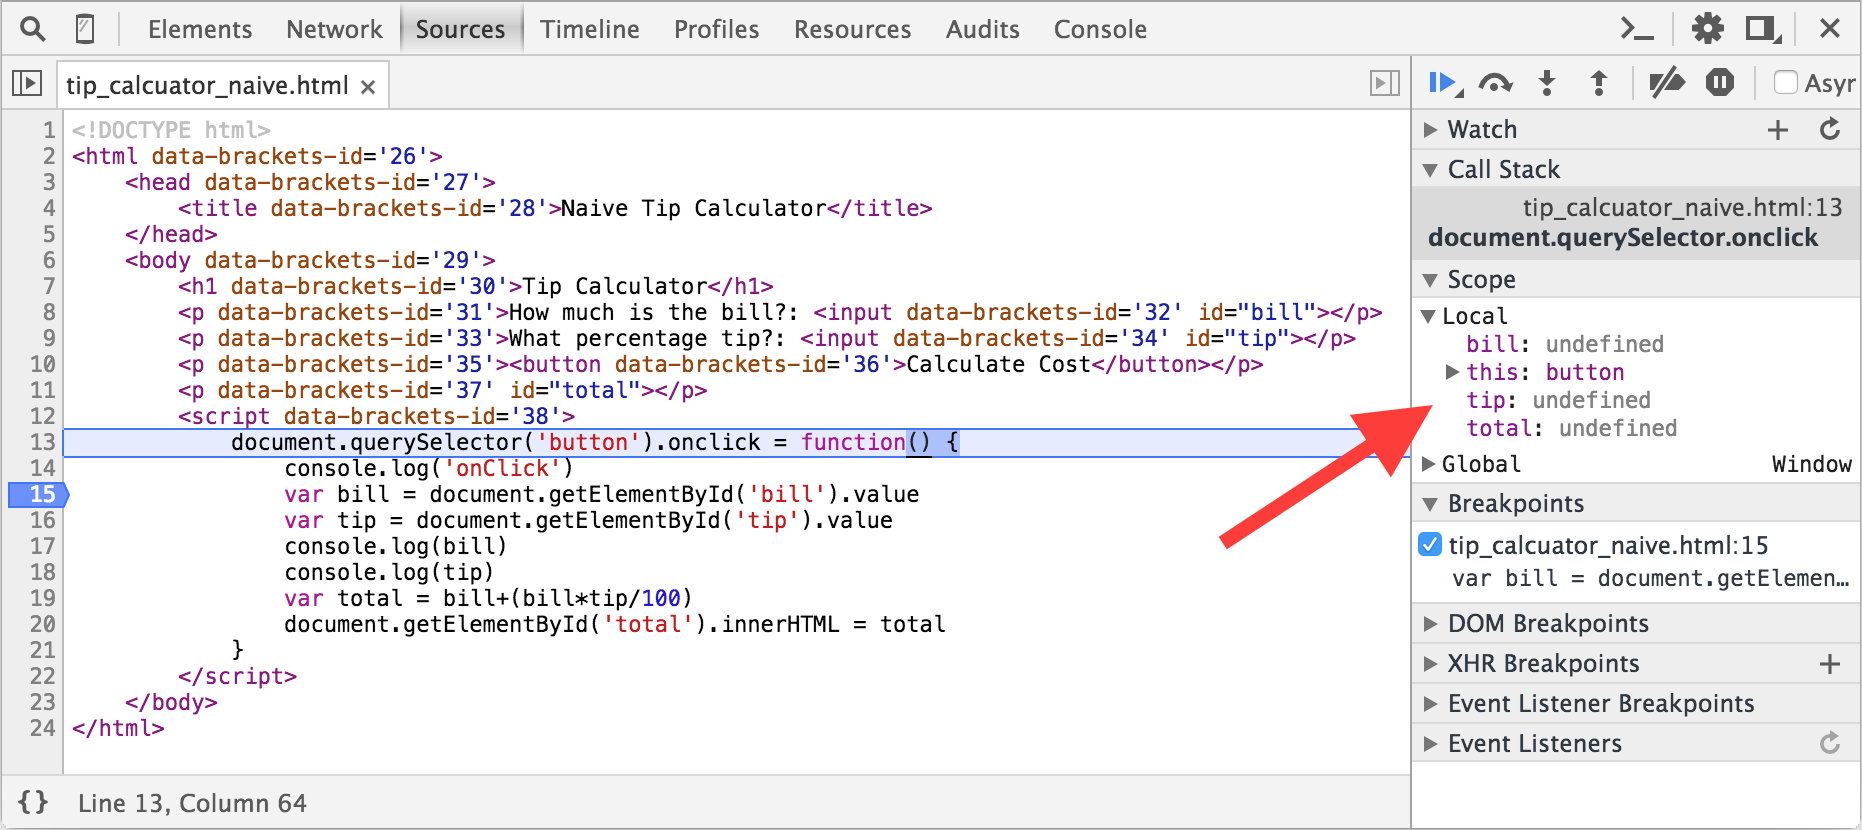 Elements Network Sources Timeline Profiles Resources Audits Console
tip_calcuator_naive.html ×
1 <!DOCTYPE html>
2 <html data-brackets-id='26'>
3 <head data-brackets-id='27'>
4 <title data-brackets-id='28'>Naive Tip Calculator</title>
5 </head>
6 <body data-brackets-id='29'>
7 <h1 data-brackets-id='30'>Tip Calculator</h1>
8 <p data-brackets-id='31'>How much is the bill?: <input data-brackets-id='32' id="bill"></p>
9 <p data-brackets-id='33'>What percentage tip?: <input data-brackets-id='34' id="tip"></p>
10 <p data-brackets-id='35'><button data-brackets-id='36'>Calculate Cost</button></p>
11 <p data-brackets-id='37' id="total"></p>
12 <script data-brackets-id='38'>
13 document.querySelector('button').onclick = function() {
14 console.log('onClick')
15 var bill = document.getElementById('bill').value
16 var tip = document.getElementById('tip').value
17 console.log(bill)
18 console.log(tip)
19 var total = bill+(bill*tip/100)
20 document.getElementById('total').innerHTML = total
21 }
22 </script>
23 </body>
24 </html>
{} Line 13, Column 64
Asyr
Watch
Call Stack
tip_calcuator_naive.html:13
document.querySelector.onclick
Scope
Local
bill: undefined
this: button
tip: undefined
total: undefined
Global Window
Breakpoints
tip_calcuator_naive.html:15
var bill = document.getElemen…
DOM Breakpoints
XHR Breakpoints
Event Listener Breakpoints
Event Listeners